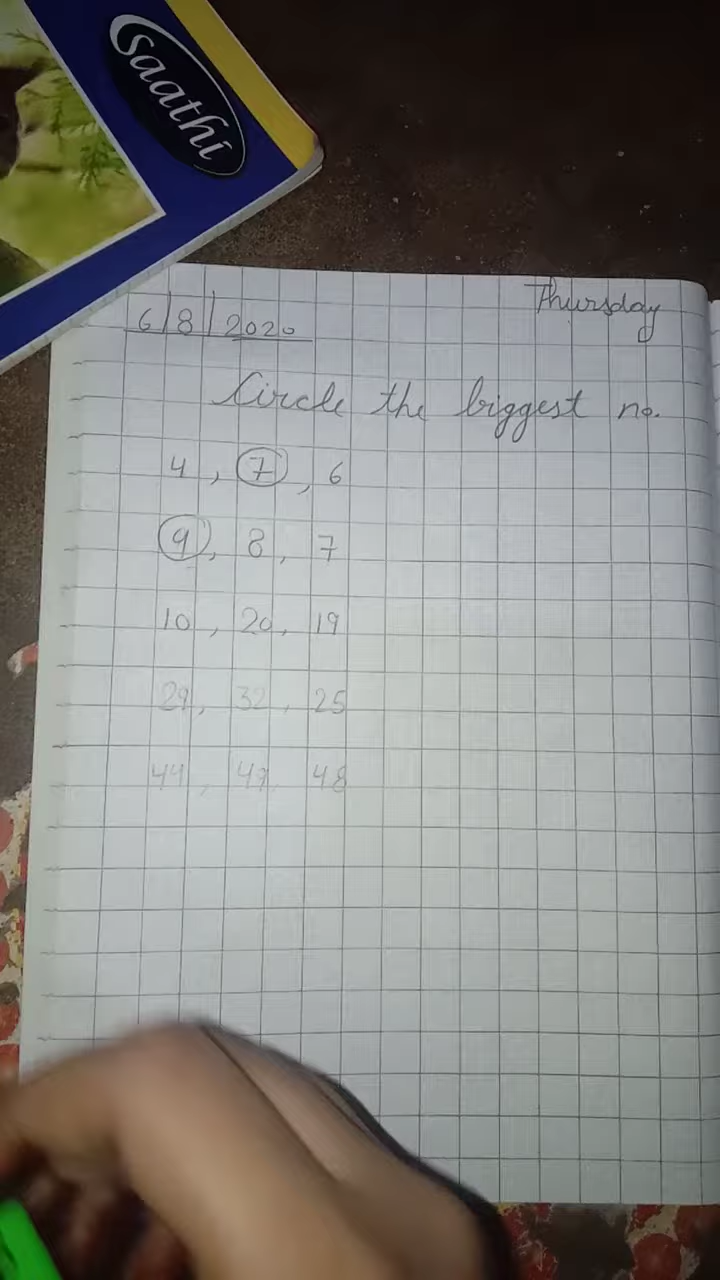 saathi
Thursday
6|8|2020
Circle the biggest no.
4, 7, 6
9, 8, 7
10, 20, 19
29, 32, 25
44, 49, 48